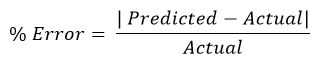 % Error = | Predicted − Actual| / Actual